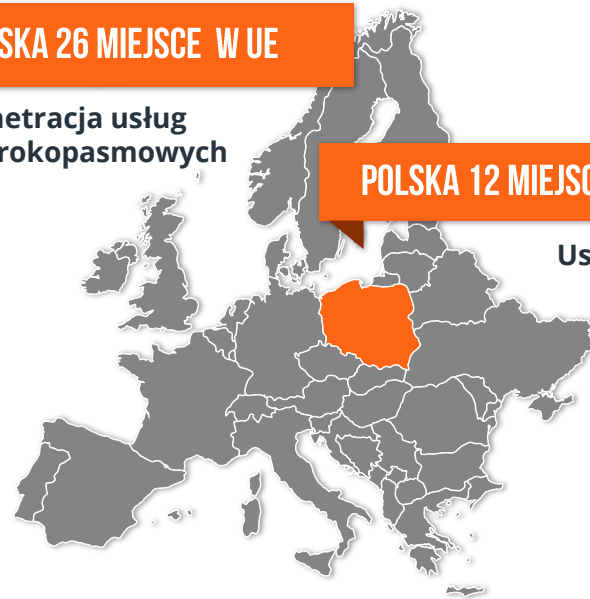 SKA 26 MIEJSCE W UE
netracja usług
rokopasmowych
POLSKA 12 MIEJSC
Us